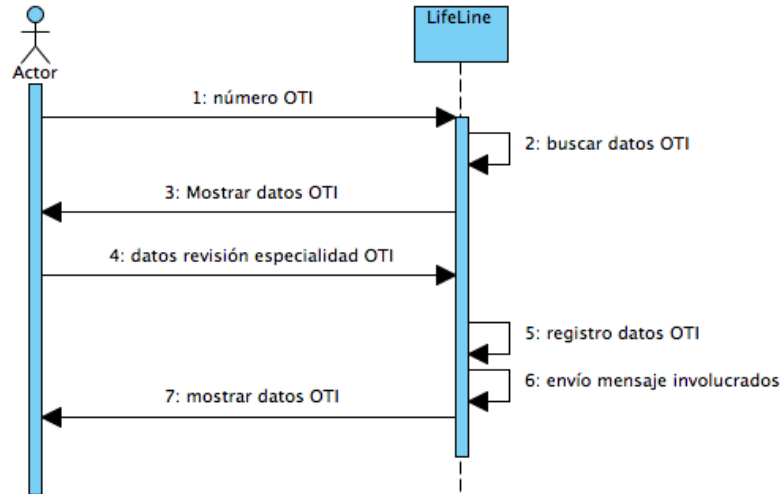 LifeLine
Actor
1: número OTI
2: buscar datos OTI
3: Mostrar datos OTI
4: datos revisión especialidad OTI
5: registro datos OTI
6: envío mensaje involucrados
7: mostrar datos OTI